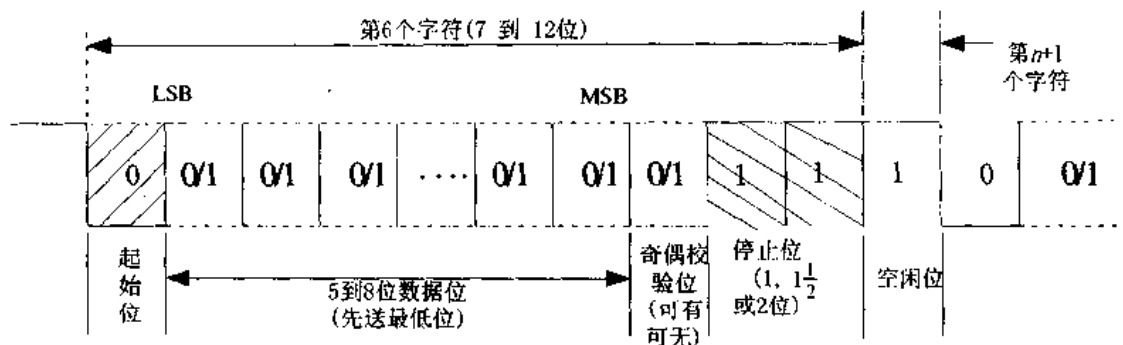 第6个字符(7 到 12位)
第n+1
个字符
LSB
MSB
0
0/1
0/1
0/1
....
0/1
0/1
0/1
1
1
1
0
0/1
起
始
位
5到8位数据位
(先送最低位)
奇偶校
验位
(可有
可无)
停止位
(1, 1 1/2
或2位)
空闲位